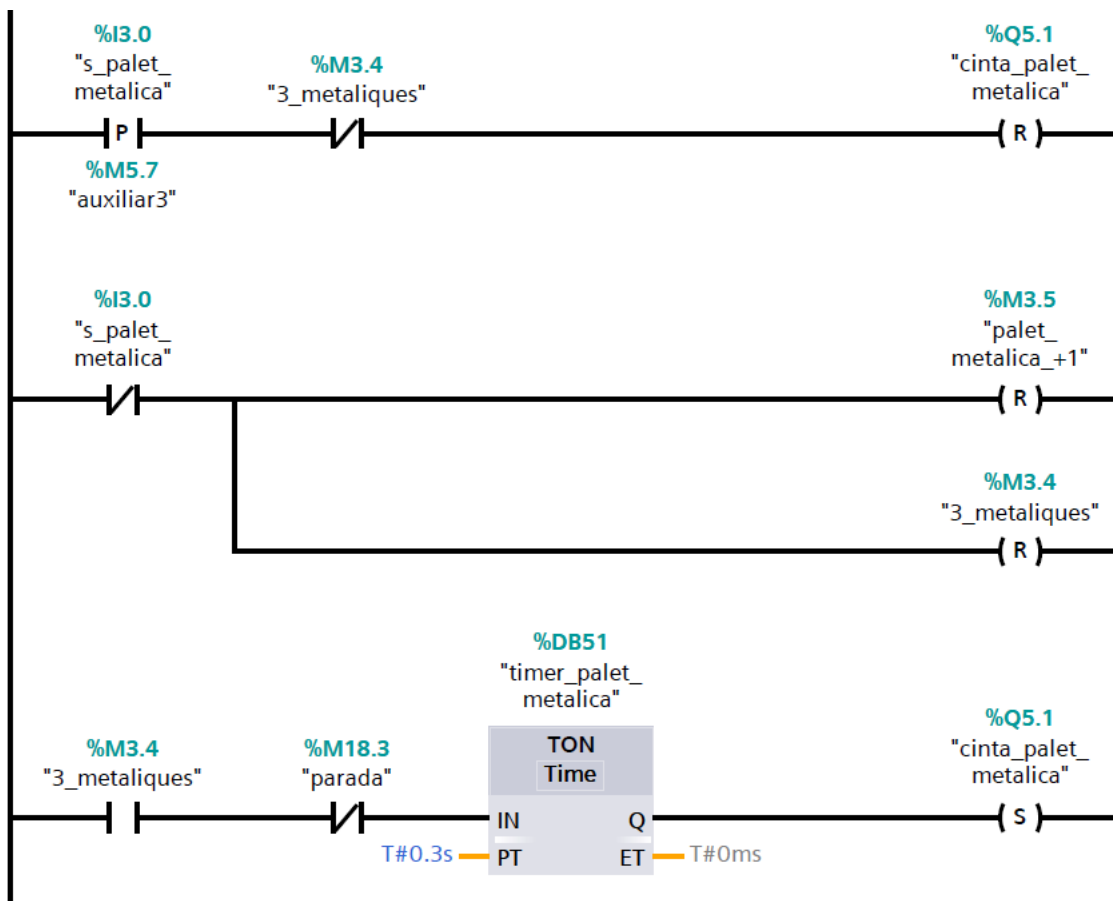 %I3.0
"s_palet_
metalica"
%M3.4
"3_metaliques"
%Q5.1
"cinta_palet_
metalica"
P
R
%M5.7
"auxiliar3"
%I3.0
"s_palet_
metalica"
%M3.5
"palet_
metalica_+1"
R
%M3.4
"3_metaliques"
R
%DB51
"timer_palet_
metalica"
%M3.4
"3_metaliques"
%M18.3
"parada"
TON
Time
%Q5.1
"cinta_palet_
metalica"
IN
Q
S
T#0.3s
PT
ET
T#0ms